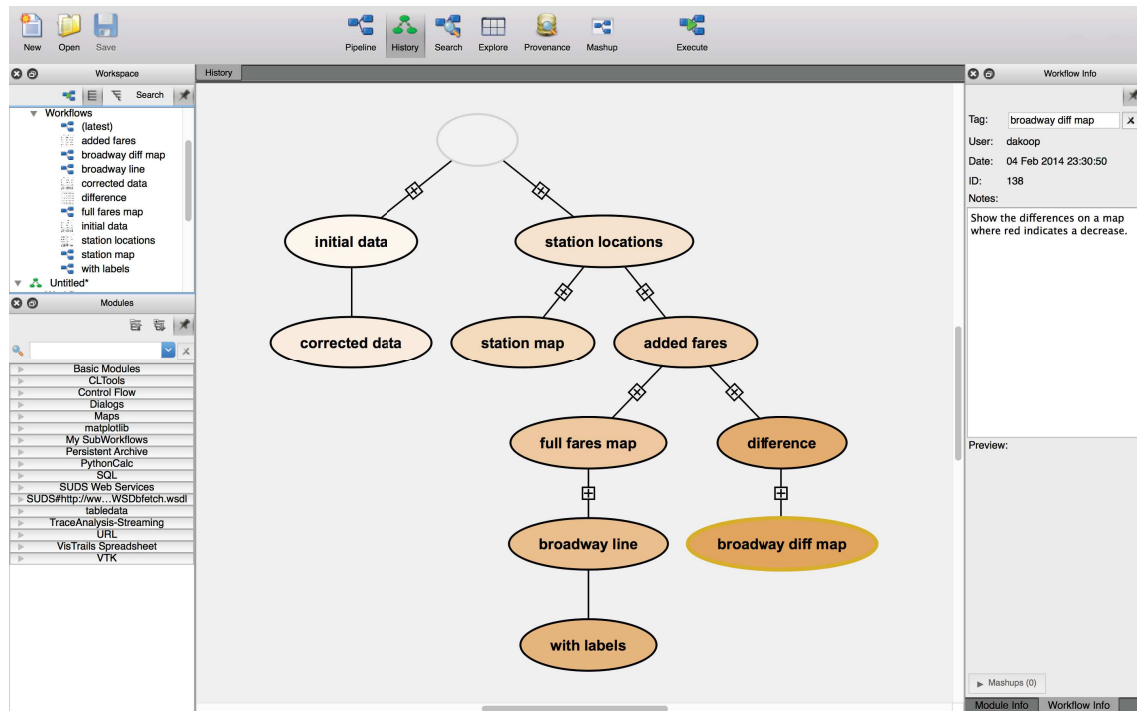 New Open Save Pipeline History Search Explore Provenance Mashup Execute
Workspace
Search
Workflows
(latest)
added fares
broadway diff map
broadway line
corrected data
difference
full fares map
initial data
station locations
station map
with labels
Untitled*
Modules
Basic Modules
CLTools
Control Flow
Dialogs
Maps
matplotlib
My SubWorkflows
Persistent Archive
PythonCalc
SQL
SUDS Web Services
SUDS#http://ww...WSDbfetch.wsdl
tabledata
TraceAnalysis-Streaming
URL
VisTrails Spreadsheet
VTK
History
initial data station locations
corrected data station map added fares
full fares map difference
broadway line broadway diff map
with labels
Workflow Info
Tag: broadway diff map
User: dakoop
Date: 04 Feb 2014 23:30:50
ID: 138
Notes:
Show the differences on a map
where red indicates a decrease.
Preview:
Mashups (0)
Module Info Workflow Info